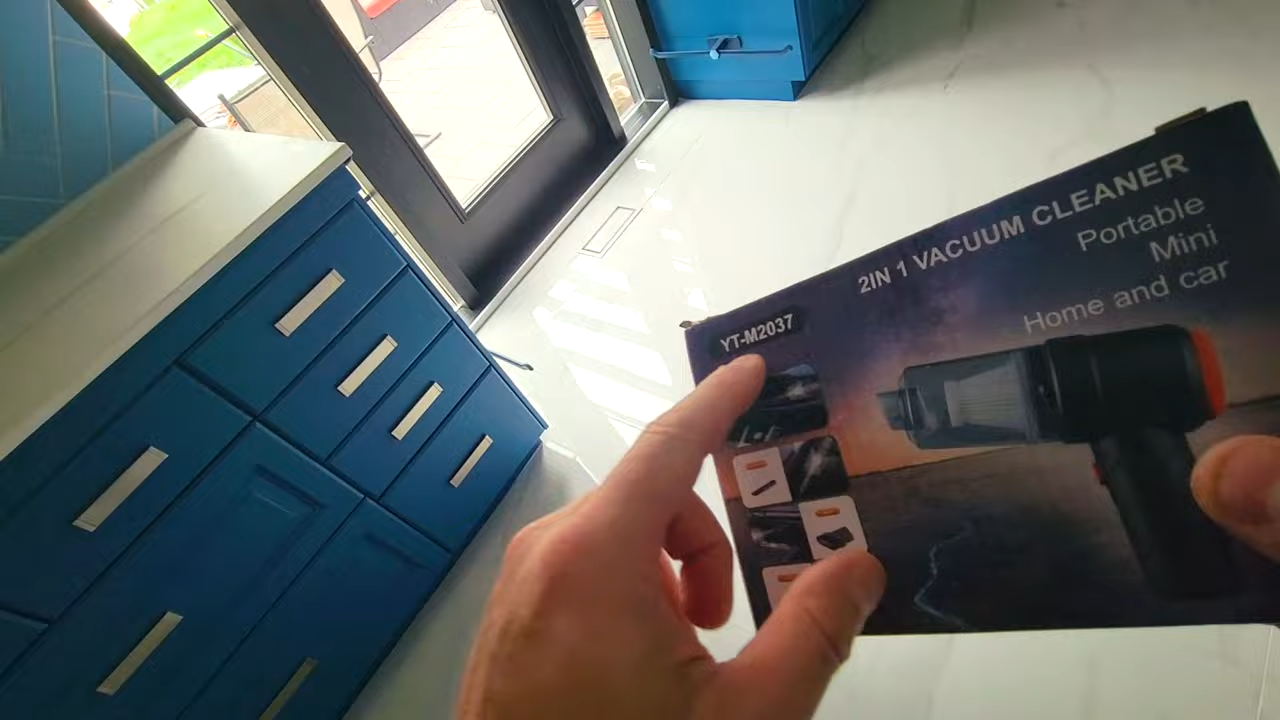 2IN 1 VACUUM CLEANER
Portable
Mini
Home and car
YT-M2037